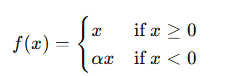 f(x) = { x if x ≥ 0
αx if x < 0